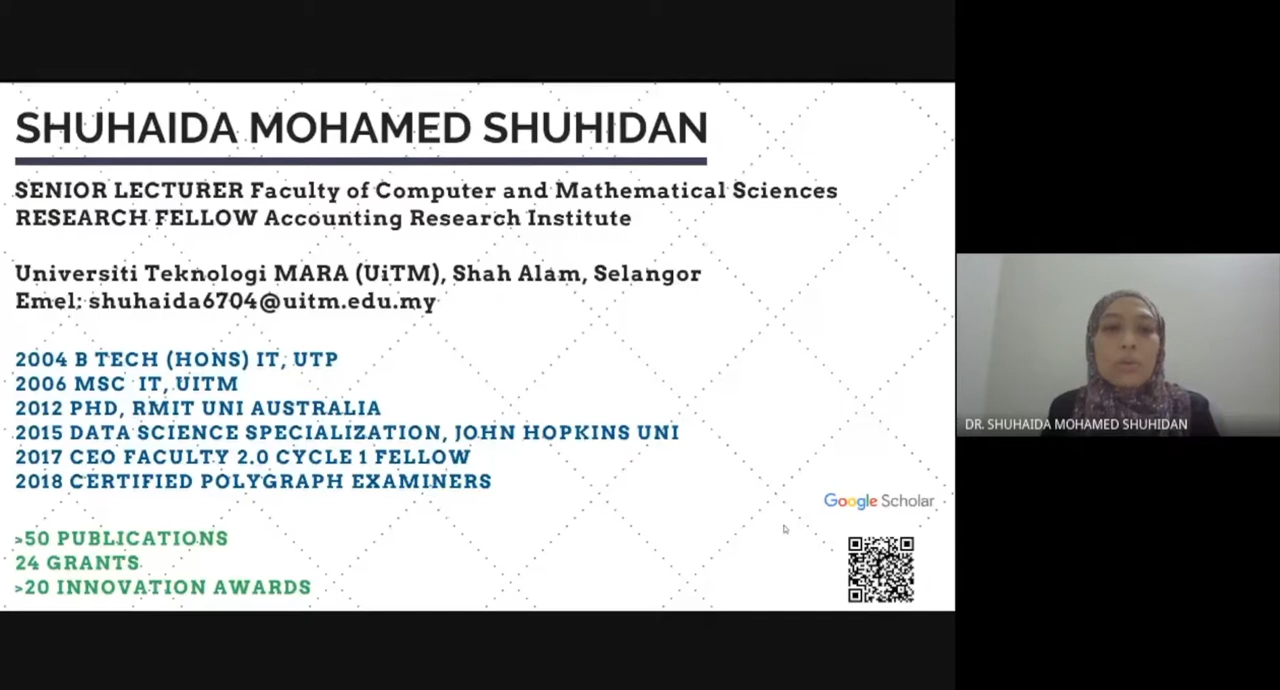 SHUHAIDA MOHAMED SHUHIDAN
SENIOR LECTURER Faculty of Computer and Mathematical Sciences
RESEARCH FELLOW Accounting Research Institute
Universiti Teknologi MARA (UiTM), Shah Alam, Selangor
Emel: shuhaida6704@uitm.edu.my
2004 B TECH (HONS) IT, UTP
2006 MSC IT, UITM
2012 PHD, RMIT UNI AUSTRALIA
2015 DATA SCIENCE SPECIALIZATION, JOHN HOPKINS UNI
2017 CEO FACULTY 2.0 CYCLE 1 FELLOW
2018 CERTIFIED POLYGRAPH EXAMINERS
>50 PUBLICATIONS
24 GRANTS
>20 INNOVATION AWARDS
Google Scholar
DR. SHUHAIDA MOHAMED SHUHIDAN